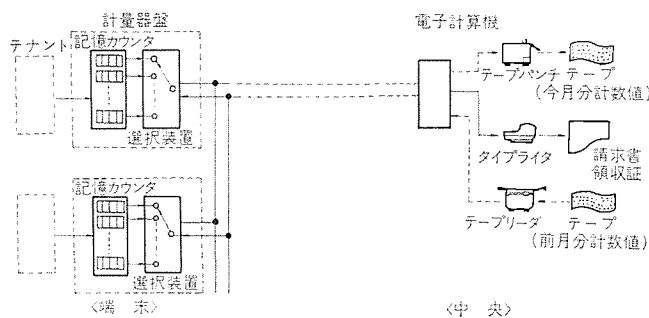 計量器盤
電子計算機
テナント
記憶カウンタ
選択装置
テープパンチ
テープ
(今月分計数値)
タイプライタ
請求書
領収証
記憶カウンタ
選択装置
テープリーダ
テープ
(前月分計数値)
〈端 末〉
〈中 央〉